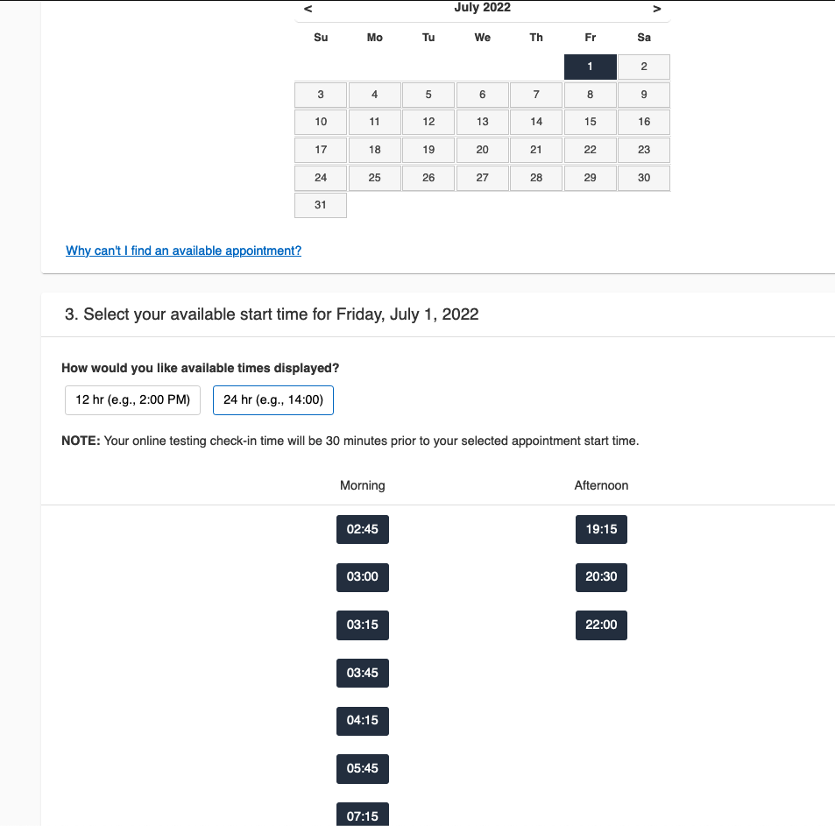 < July 2022 >
Su Mo Tu We Th Fr Sa
1 2
3 4 5 6 7 8 9
10 11 12 13 14 15 16
17 18 19 20 21 22 23
24 25 26 27 28 29 30
31
Why can't I find an available appointment?
3. Select your available start time for Friday, July 1, 2022
How would you like available times displayed?
12 hr (e.g., 2:00 PM) 24 hr (e.g., 14:00)
NOTE: Your online testing check-in time will be 30 minutes prior to your selected appointment start time.
Morning Afternoon
02:45 19:15
03:00 20:30
03:15 22:00
03:45
04:15
05:45
07:15